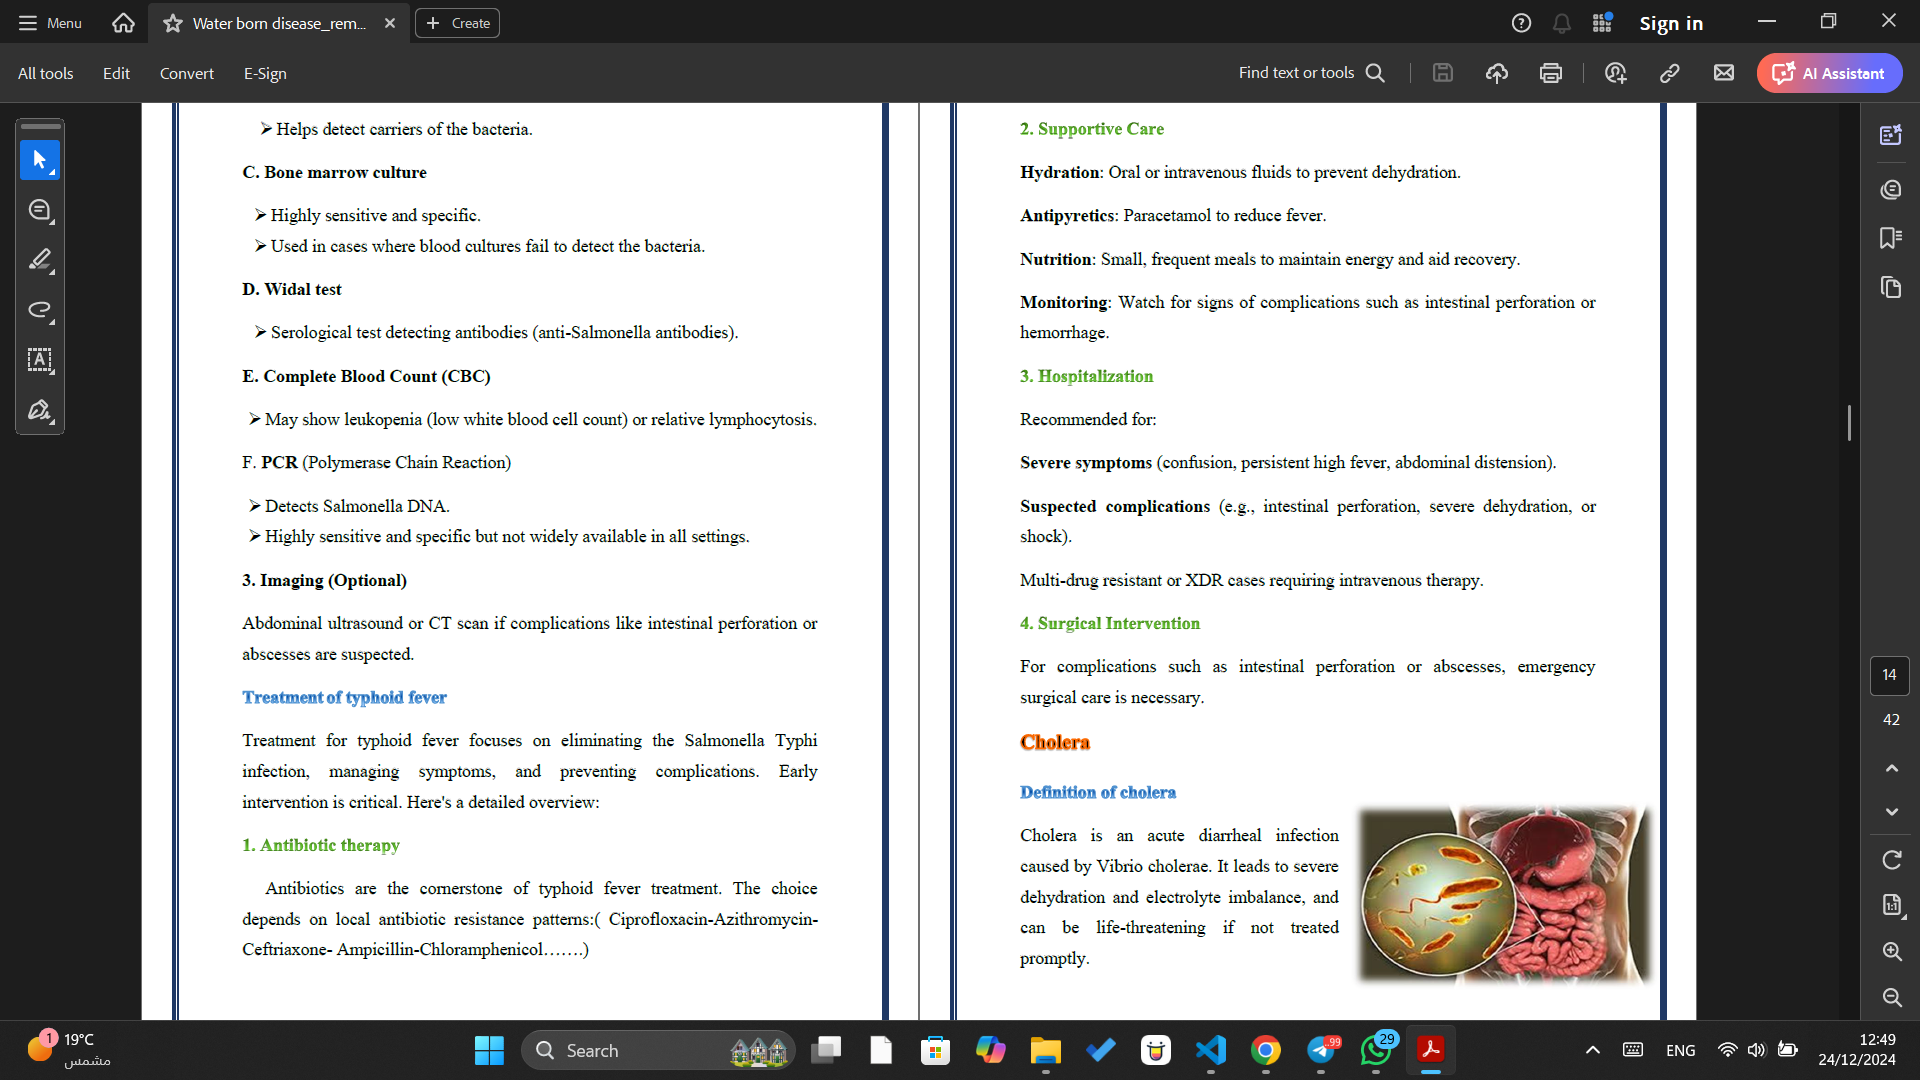 Menu
Water born disease_rem...
Create
Sign in
All tools
Edit
Convert
E-Sign
Find text or tools
AI Assistant
➢ Helps detect carriers of the bacteria.
C. Bone marrow culture
➢ Highly sensitive and specific.
➢ Used in cases where blood cultures fail to detect the bacteria.
D. Widal test
➢ Serological test detecting antibodies (anti-Salmonella antibodies).
E. Complete Blood Count (CBC)
➢ May show leukopenia (low white blood cell count) or relative lymphocytosis.
F. PCR (Polymerase Chain Reaction)
➢ Detects Salmonella DNA.
➢ Highly sensitive and specific but not widely available in all settings.
3. Imaging (Optional)
Abdominal ultrasound or CT scan if complications like intestinal perforation or
abscesses are suspected.
Treatment of typhoid fever
Treatment for typhoid fever focuses on eliminating the Salmonella Typhi
infection, managing symptoms, and preventing complications. Early
intervention is critical. Here's a detailed overview:
1. Antibiotic therapy
Antibiotics are the cornerstone of typhoid fever treatment. The choice
depends on local antibiotic resistance patterns:( Ciprofloxacin-Azithromycin-
Ceftriaxone- Ampicillin-Chloramphenicol…….)
2. Supportive Care
Hydration: Oral or intravenous fluids to prevent dehydration.
Antipyretics: Paracetamol to reduce fever.
Nutrition: Small, frequent meals to maintain energy and aid recovery.
Monitoring: Watch for signs of complications such as intestinal perforation or
hemorrhage.
3. Hospitalization
Recommended for:
Severe symptoms (confusion, persistent high fever, abdominal distension).
Suspected complications (e.g., intestinal perforation, severe dehydration, or
shock).
Multi-drug resistant or XDR cases requiring intravenous therapy.
4. Surgical Intervention
For complications such as intestinal perforation or abscesses, emergency
surgical care is necessary.
Cholera
Definition of cholera
Cholera is an acute diarrheal infection
caused by Vibrio cholerae. It leads to severe
dehydration and electrolyte imbalance, and
can be life-threatening if not treated
promptly.
14
42
1:1
1
19°C
مشمس
Search
99
29
ENG
12:49
24/12/2024